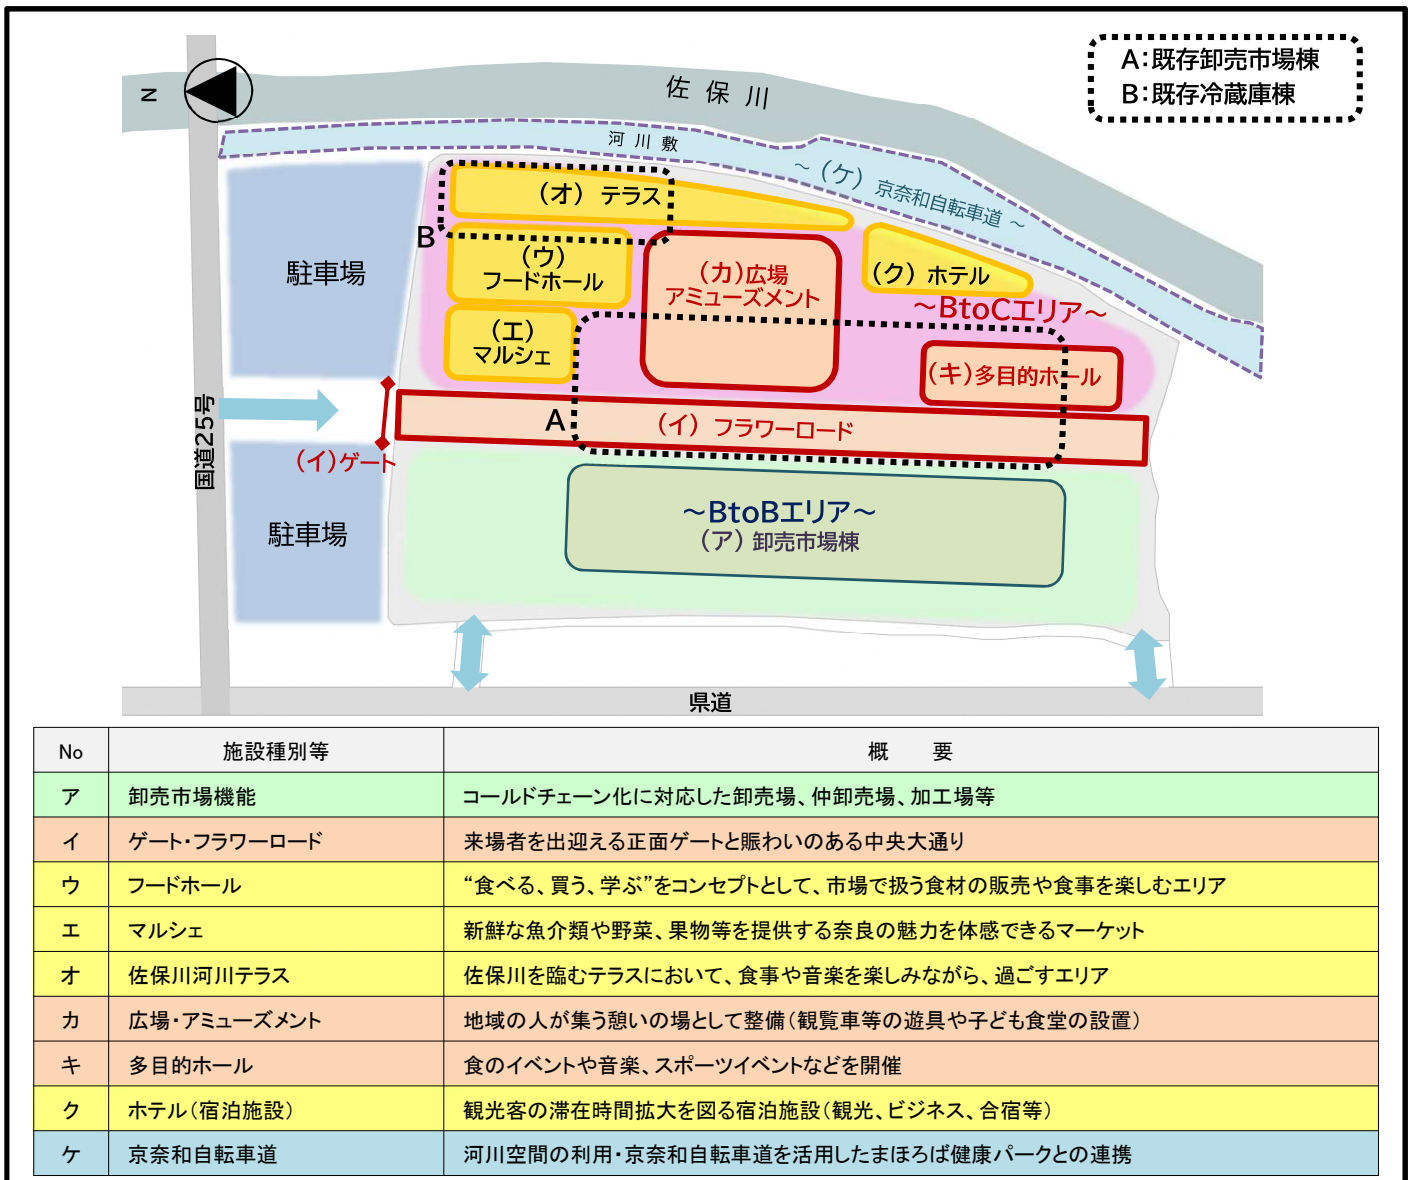 A:既存卸売市場棟
B:既存冷蔵庫棟
N
佐保川
河川敷
～(ケ)京奈和自転車道～
(オ)テラス
B
(ウ)
フードホール
(カ)広場
アミューズメント
(ク)ホテル
～BtoCエリア～
駐車場
(エ)
マルシェ
(キ)多目的ホール
A
(イ)フラワーロード
国道25号
(イ)ゲート
～BtoBエリア～
(ア)卸売市場棟
駐車場
県道
No 施設種別等 概要
ア 卸売市場機能 コールドチェーン化に対応した卸売場、仲卸売場、加工場等
イ ゲート・フラワーロード 来場者を出迎える正面ゲートと賑わいのある中央大通り
ウ フードホール “食べる、買う、学ぶ”をコンセプトとして、市場で扱う食材の販売や食事を楽しむエリア
エ マルシェ 新鮮な魚介類や野菜、果物等を提供する奈良の魅力を体感できるマーケット
オ 佐保川河川テラス 佐保川を臨むテラスにおいて、食事や音楽を楽しみながら、過ごすエリア
カ 広場・アミューズメント 地域の人が集う憩いの場として整備(観覧車等の遊具や子ども食堂の設置)
キ 多目的ホール 食のイベントや音楽、スポーツイベントなどを開催
ク ホテル(宿泊施設) 観光客の滞在時間拡大を図る宿泊施設(観光、ビジネス、合宿等)
ケ 京奈和自転車道 河川空間の利用・京奈和自転車道を活用したまほろば健康パークとの連携